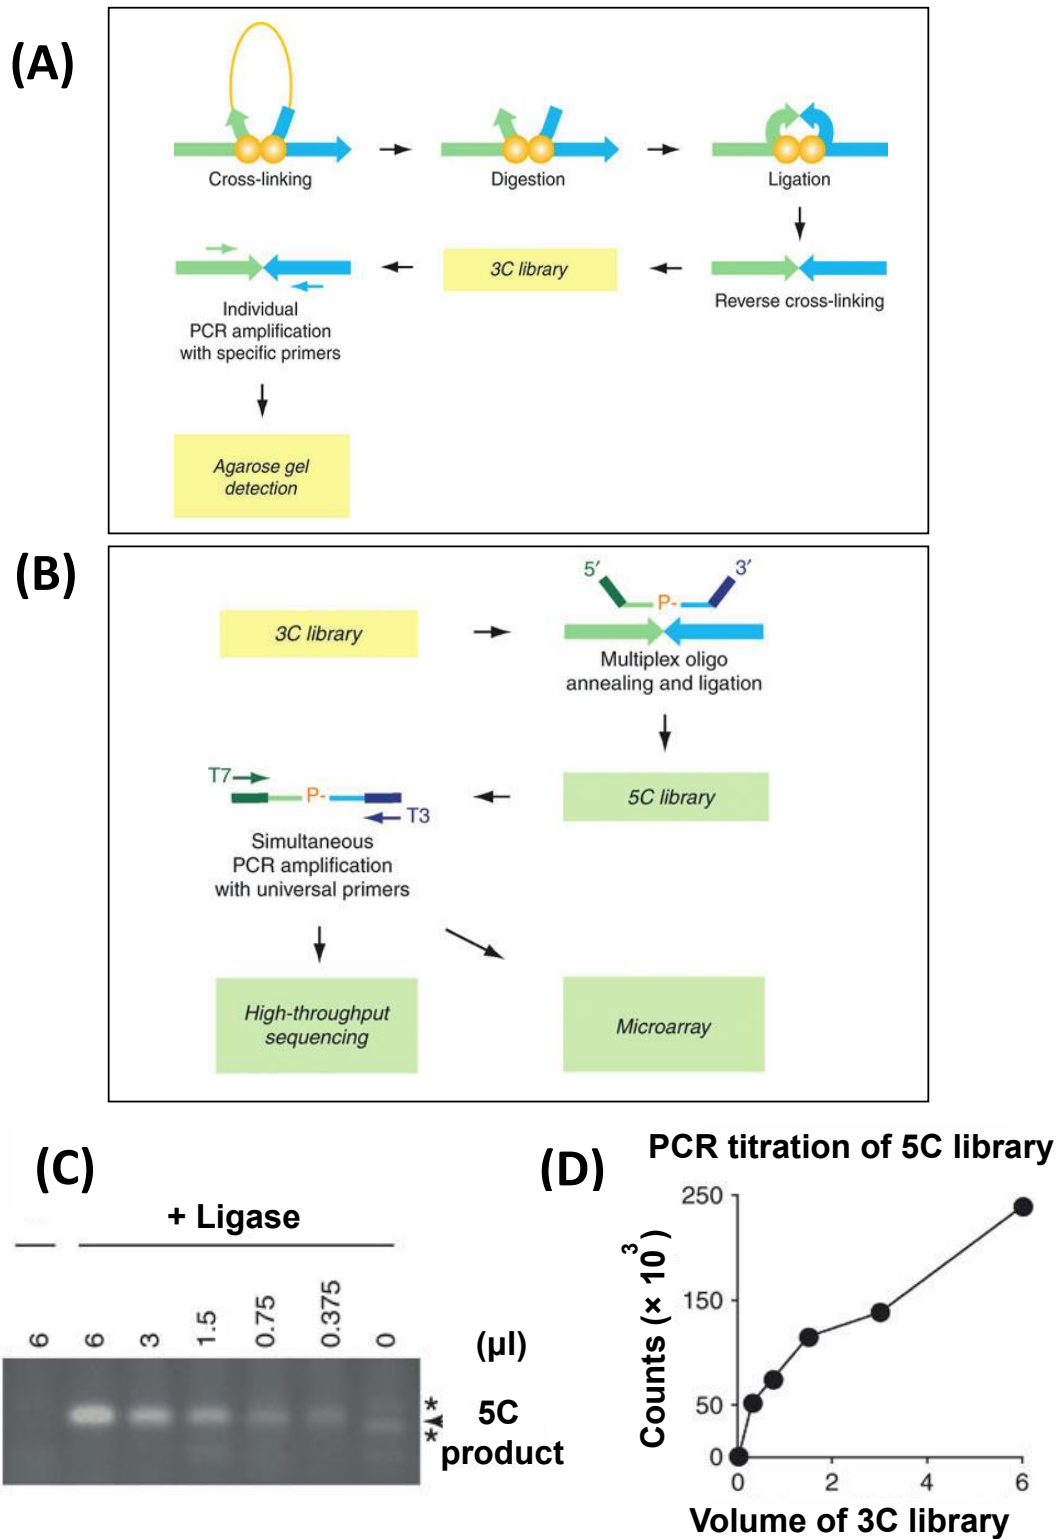 (A)
Cross-linking
Digestion
Ligation
Individual
PCR amplification
with specific primers
3C library
Reverse cross-linking
Agarose gel
detection
(B)
3C library
5′
3′
P-
Multiplex oligo
annealing and ligation
T7
P-
T3
5C library
Simultaneous
PCR amplification
with universal primers
High-throughput
sequencing
Microarray
(C)
+ Ligase
6
6
3
1.5
0.75
0.375
0
(µl)
*
*
5C
product
(D)
PCR titration of 5C library
Counts (× 10³)
250
150
50
0
0
2
4
6
Volume of 3C library